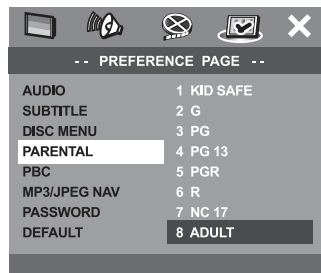 -- PREFERENCE PAGE --
AUDIO 1 KID SAFE
SUBTITLE 2 G
DISC MENU 3 PG
PARENTAL 4 PG 13
PBC 5 PGR
MP3/JPEG NAV 6 R
PASSWORD 7 NC 17
DEFAULT 8 ADULT